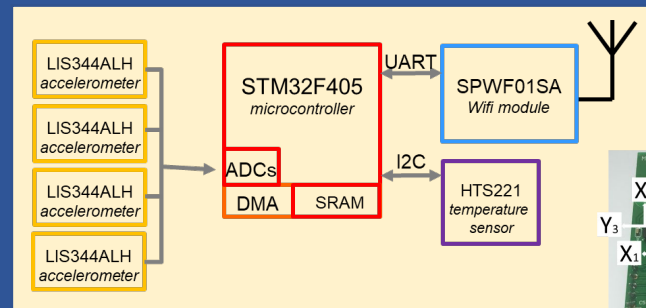 LIS344ALH
accelerometer
LIS344ALH
accelerometer
LIS344ALH
accelerometer
LIS344ALH
accelerometer
STM32F405
microcontroller
ADCs
DMA
SRAM
UART
I2C
SPWF01SA
Wifi module
HTS221
temperature
sensor
X
Y3
X1